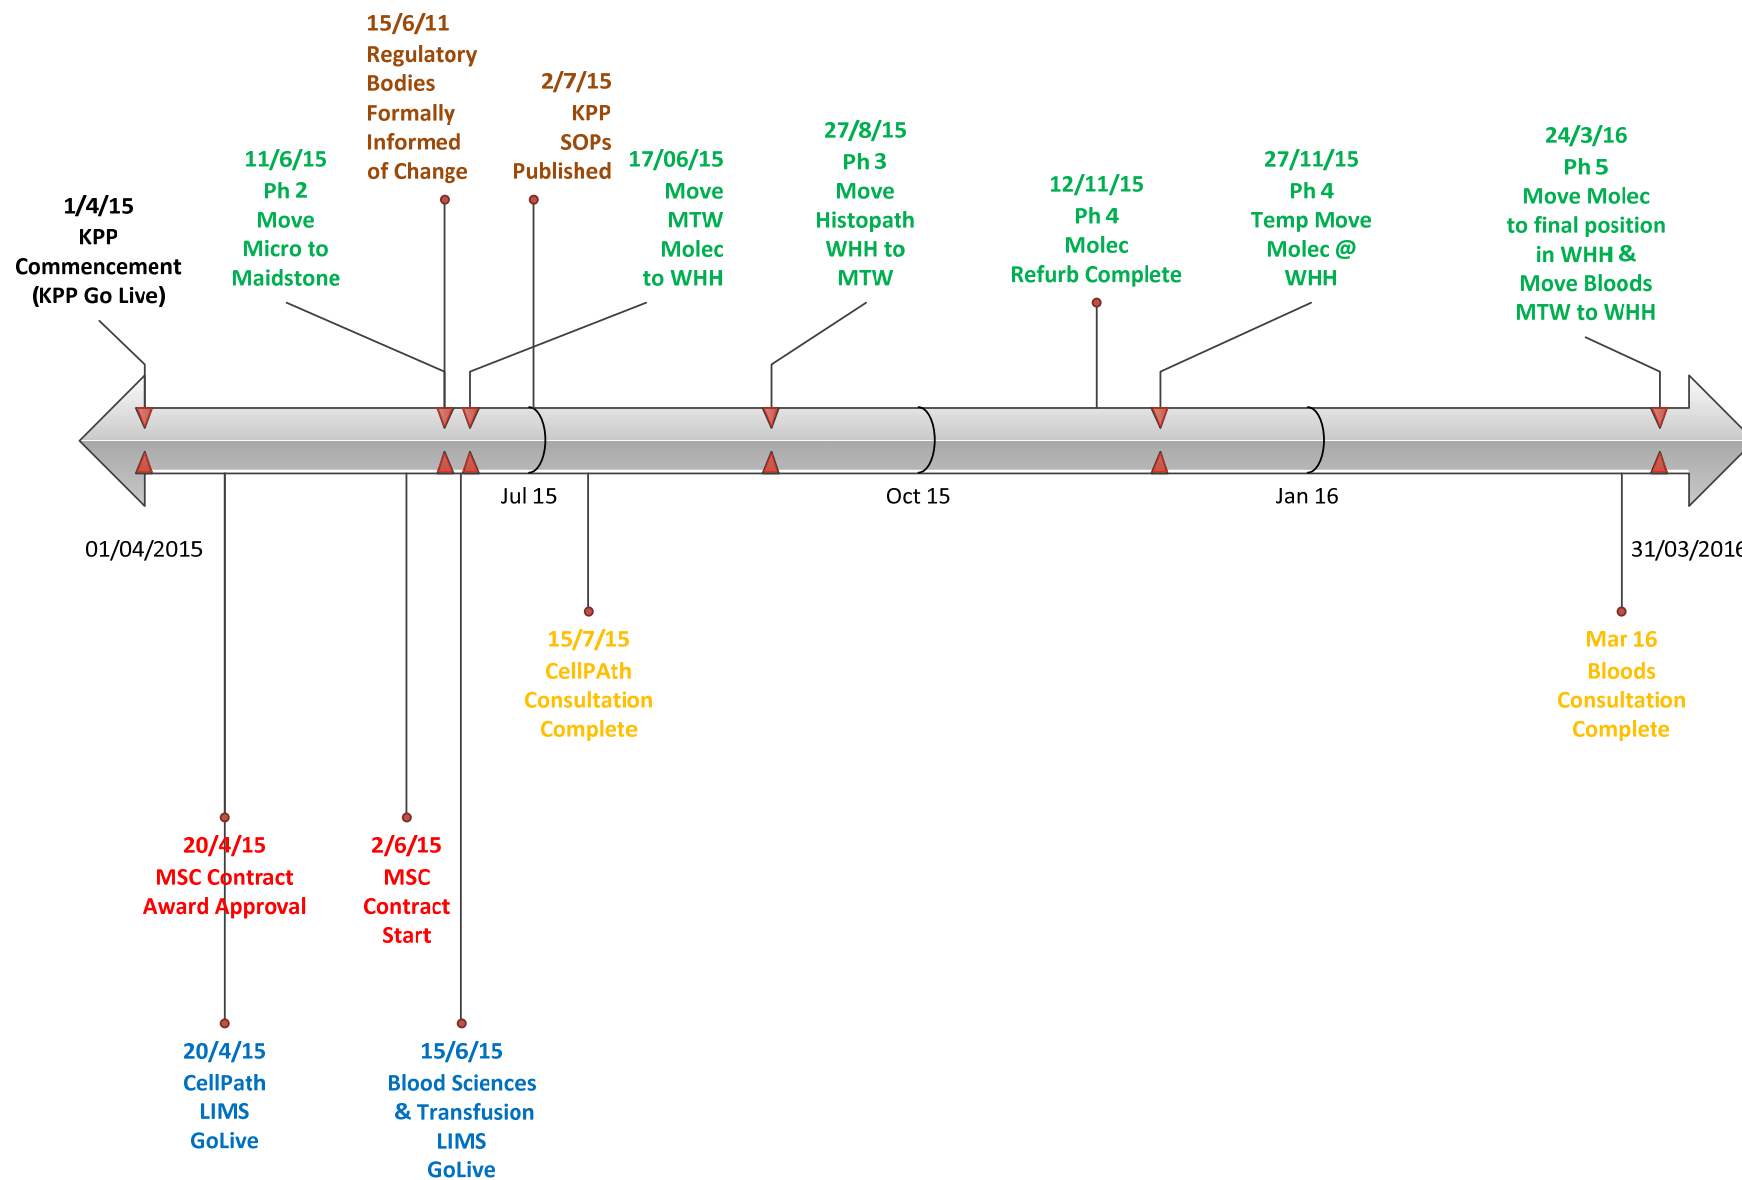 15/6/11
Regulatory
Bodies
Formally
Informed
of Change
2/7/15
KPP
SOPs
Published
1/4/15
KPP
Commencement
(KPP Go Live)
11/6/15
Ph 2
Move
Micro to
Maidstone
17/06/15
Move
MTW
Molec
to WHH
27/8/15
Ph 3
Move
Histopath
WHH to
MTW
12/11/15
Ph 4
Molec
Refurb Complete
27/11/15
Ph 4
Temp Move
Molec @
WHH
24/3/16
Ph 5
Move Molec
to final position
in WHH &
Move Bloods
MTW to WHH
Jul 15
Oct 15
Jan 16
01/04/2015
31/03/2016
15/7/15
CellPAth
Consultation
Complete
Mar 16
Bloods
Consultation
Complete
20/4/15
MSC Contract
Award Approval
2/6/15
MSC
Contract
Start
20/4/15
CellPath
LIMS
GoLive
15/6/15
Blood Sciences
& Transfusion
LIMS
GoLive